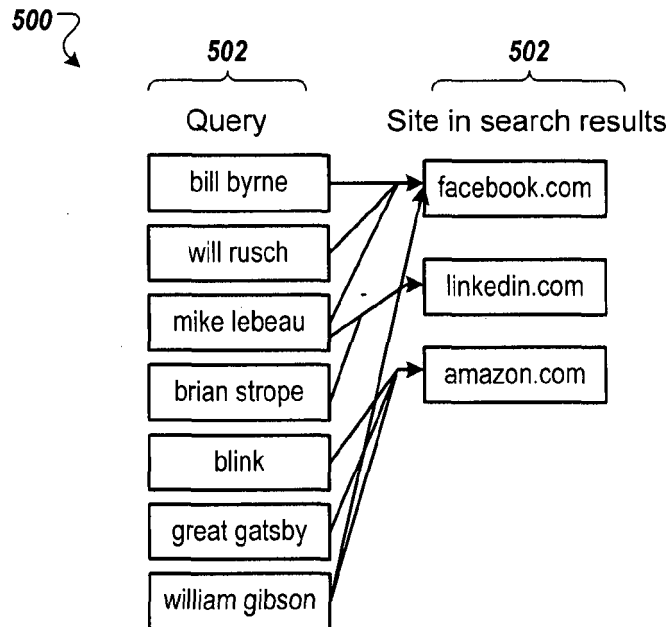 500
502
502
Query
Site in search results
bill byrne
facebook.com
will rusch
linkedin.com
mike lebeau
amazon.com
brian strope
blink
great gatsby
william gibson